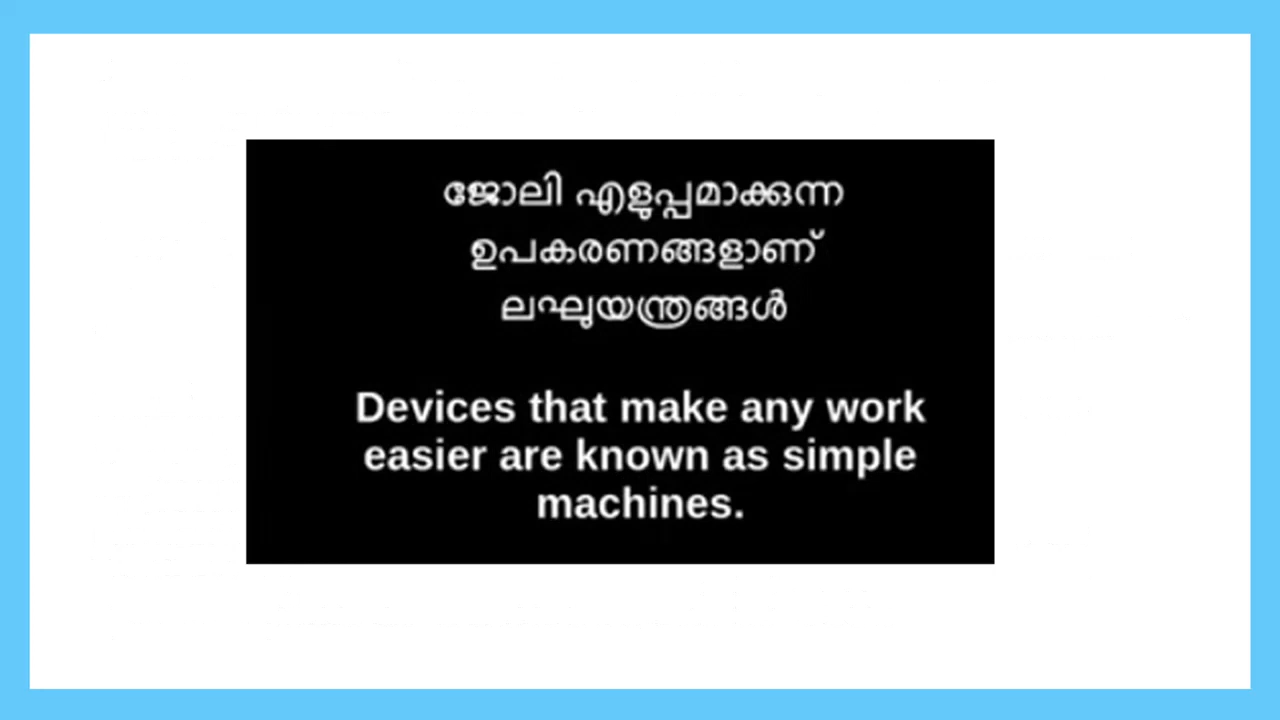 ജോലി എളുപ്പമാക്കുന്ന
ഉപകരണങ്ങളാണ്
ലഘുയന്ത്രങ്ങൾ
Devices that make any work
easier are known as simple
machines.